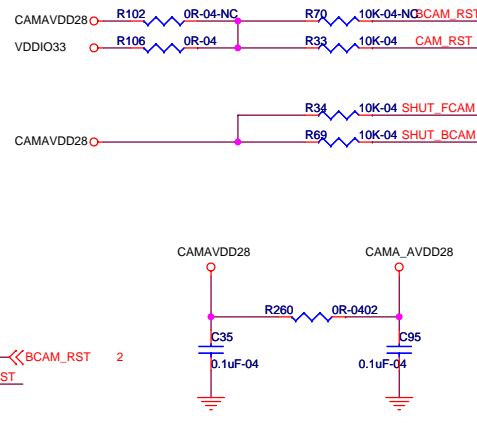 CAMAVDD28 R102 0R-04-NC R70 10K-04-NC BCAM_RST
VDDIO33 R106 0R-04 R33 10K-04 CAM_RST
R34 10K-04 SHUT_FCAM
CAMAVDD28 R69 10K-04 SHUT_BCAM
CAMAVDD28 CAMA_AVDD28
R260 0R-0402
C35 C95
BCAM_RST 2
0.1uF-04 0.1uF-04
ST